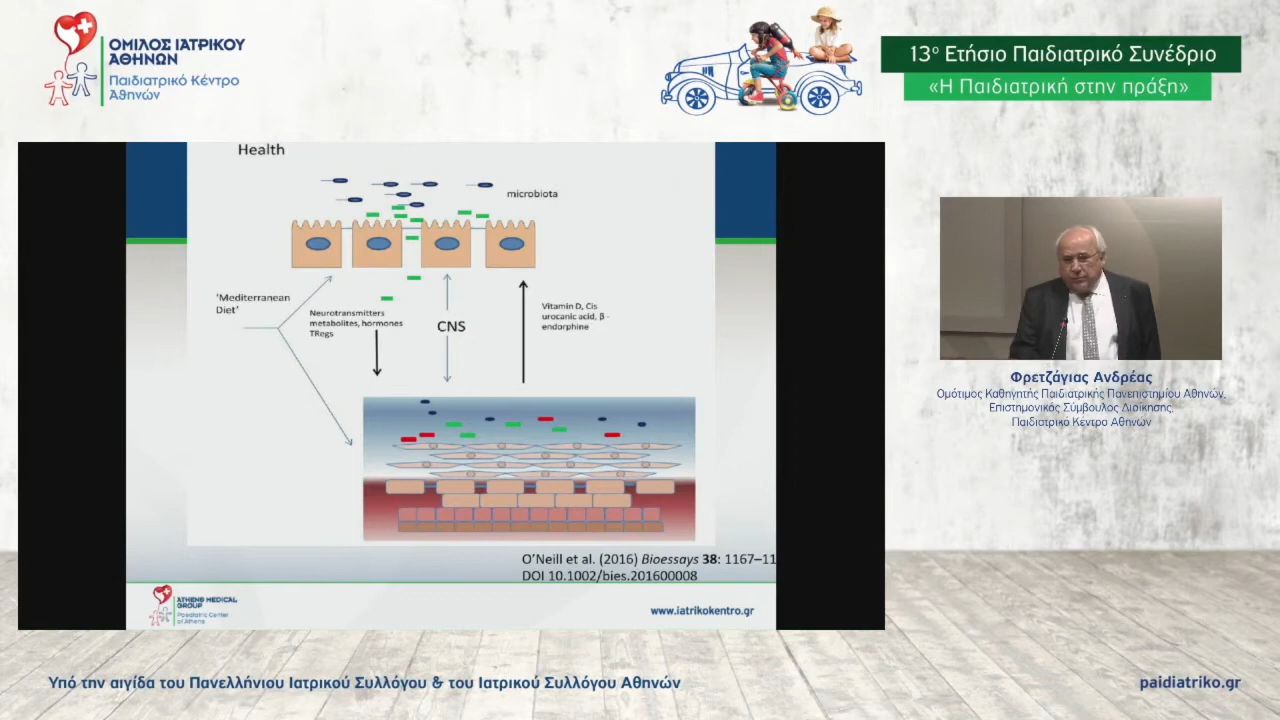 ΟΜΙΛΟΣ ΙΑΤΡΙΚΟΥ
ΑΘΗΝΩΝ
Παιδιατρικό Κέντρο
Αθηνών
13ο Ετήσιο Παιδιατρικό Συνέδριο
«Η Παιδιατρική στην πράξη»
Health
microbiota
'Mediterranean
Diet'
Neurotransmitters
metabolites, hormones
TRegs
CNS
Vitamin D, Cis
urocanic acid, β -
endorphine
O'Neill et al. (2016) Bioessays 38: 1167–11
DOI 10.1002/bies.201600008
ATHENS MEDICAL
GROUP
Paediatric Center
of Athens
www.iatrikokentro.gr
Φρετζάγιας Ανδρέας
Ομότιμος Καθηγητής Παιδιατρικής Πανεπιστημίου Αθηνών,
Επιστημονικός Σύμβουλος Διοίκησης,
Παιδιατρικό Κέντρο Αθηνών
Υπό την αιγίδα του Πανελλήνιου Ιατρικού Συλλόγου & του Ιατρικού Συλλόγου Αθηνών
paidiatriko.gr